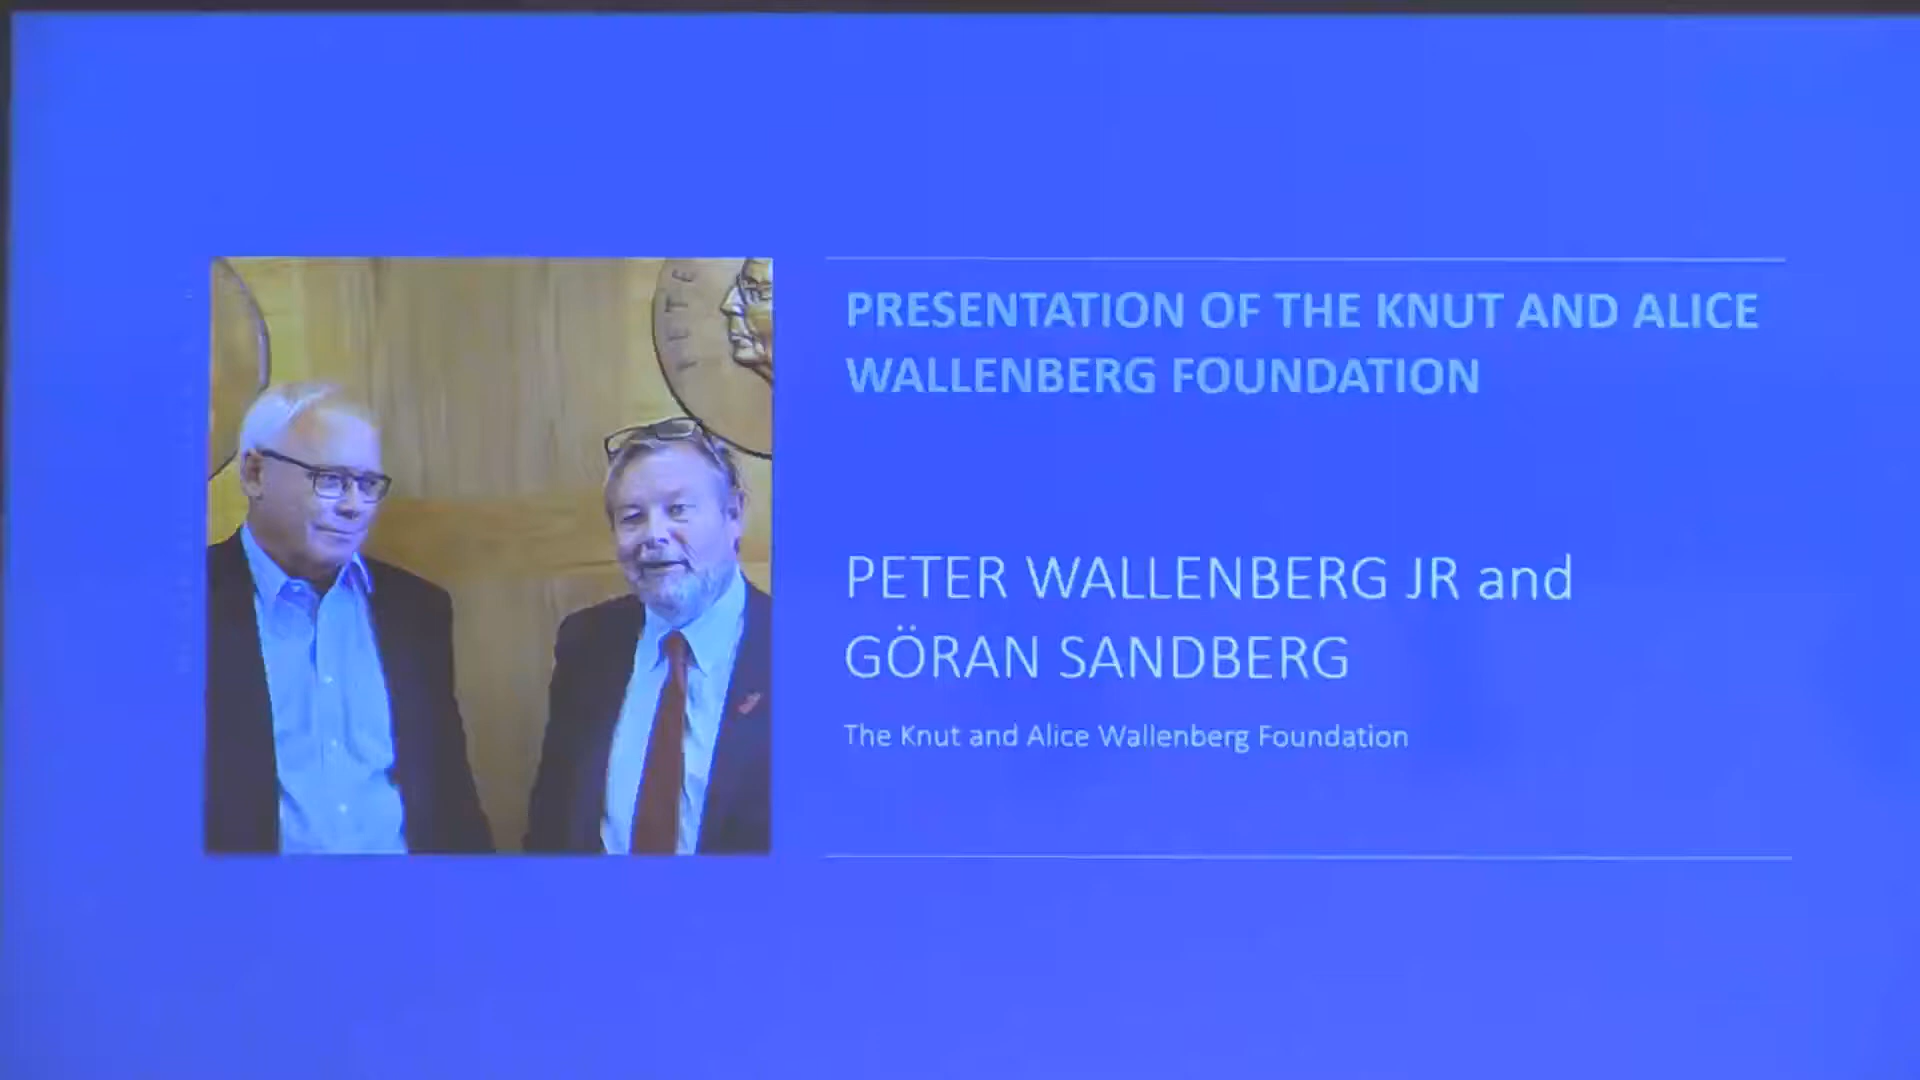 PRESENTATION OF THE KNUT AND ALICE
WALLENBERG FOUNDATION
PETER WALLENBERG JR and
GÖRAN SANDBERG
The Knut and Alice Wallenberg Foundation